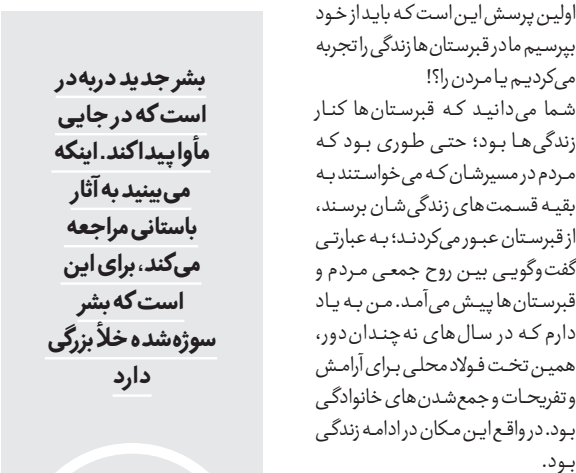 اولین پرسش این است که باید از خود
بپرسیم ما در قبرستان‌ها زندگی را تجربه
می‌کردیم یا مردن را؟!
شما می‌دانید که قبرستان‌ها کنار
زندگی‌ها بود؛ حتی طوری بود که
مردم در مسیرشان که می‌خواستند به
بقیه قسمت‌های زندگی‌شان برسند،
از قبرستان عبور می‌کردند؛ به عبارتی
گفت‌وگویی بین روح جمعی مردم و
قبرستان‌ها پیش می‌آمد. من به یاد
دارم که در سال‌های نه چندان دور،
همین تخت فولاد محلی برای آرامش
و تفریحات و جمع‌شدن‌های خانوادگی
بود. در واقع این مکان در ادامه زندگی
بود.
بشر جدید دربه‌در
است که در جایی
مأوا پیدا کند. اینکه
می‌بینید به آثار
باستانی مراجعه
می‌کند، برای این
است که بشر
سوژه‌شده خلأ بزرگی
دارد